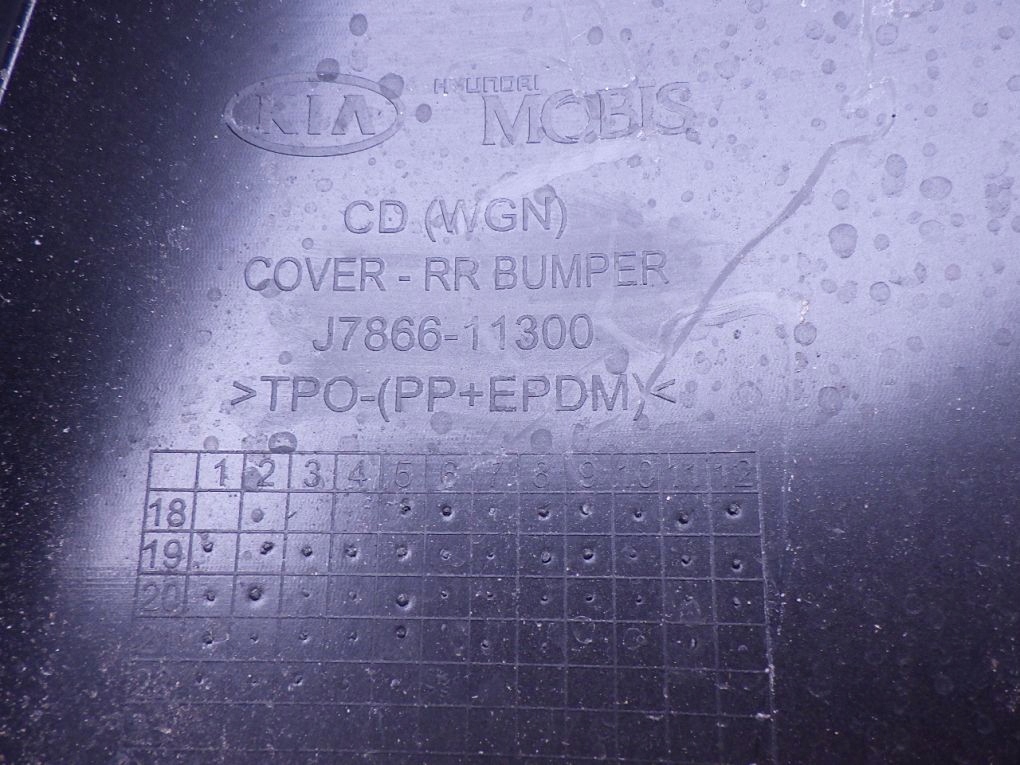 KIA HYUNDAI MOBIS
CD (WGN)
COVER - RR BUMPER
J7866-11300
>TPO-(PP+EPDM)<
1 2 3 4 5 6 7 8 9 10 11 12
18
19
20